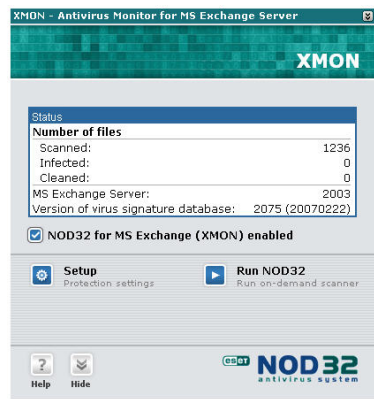 XMON - Antivirus Monitor for MS Exchange Server
XMON
Status
Number of files
Scanned: 1236
Infected: 0
Cleaned: 0
MS Exchange Server: 2003
Version of virus signature database: 2075 (20070222)
NOD32 for MS Exchange (XMON) enabled
Setup
Protection settings
Run NOD32
Run on-demand scanner
?
Help
Hide
eset NOD32
antivirus system